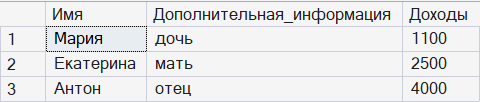 Имя Дополнительная_информация Доходы
1 Мария дочь 1100
2 Екатерина мать 2500
3 Антон отец 4000